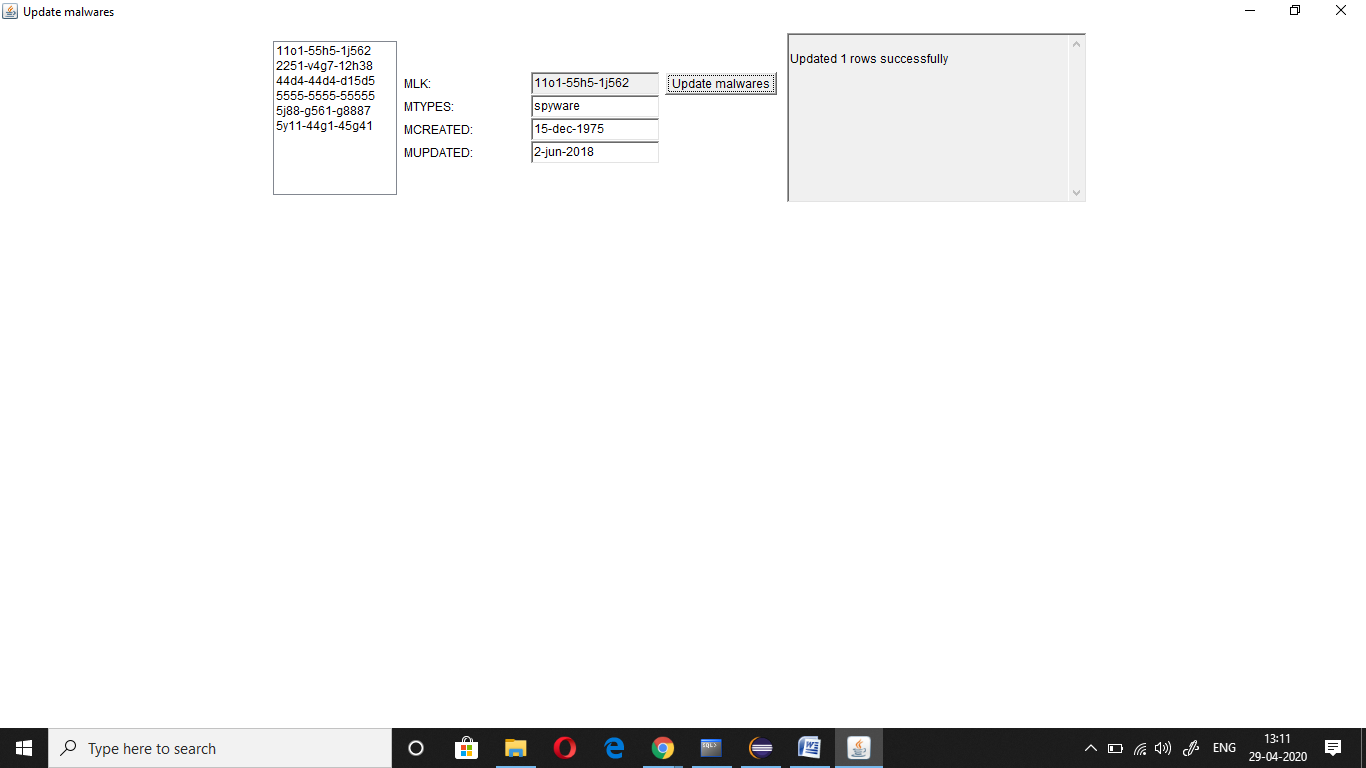 Update malwares
11o1-55h5-1j562
2251-v4g7-12h38
44d4-44d4-d15d5
5555-5555-55555
5j88-g561-g8887
5y11-44g1-45g41
MLK: 11o1-55h5-1j562 Update malwares
MTYPES: spyware
MCREATED: 15-dec-1975
MUPDATED: 2-jun-2018
Updated 1 rows successfully
Type here to search
SQL>
W
ENG
13:11
29-04-2020